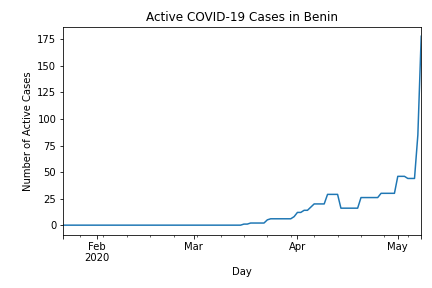 Active COVID-19 Cases in Benin
Number of Active Cases
175
150
125
100
75
50
25
0
Feb
2020
Mar
Apr
May
Day